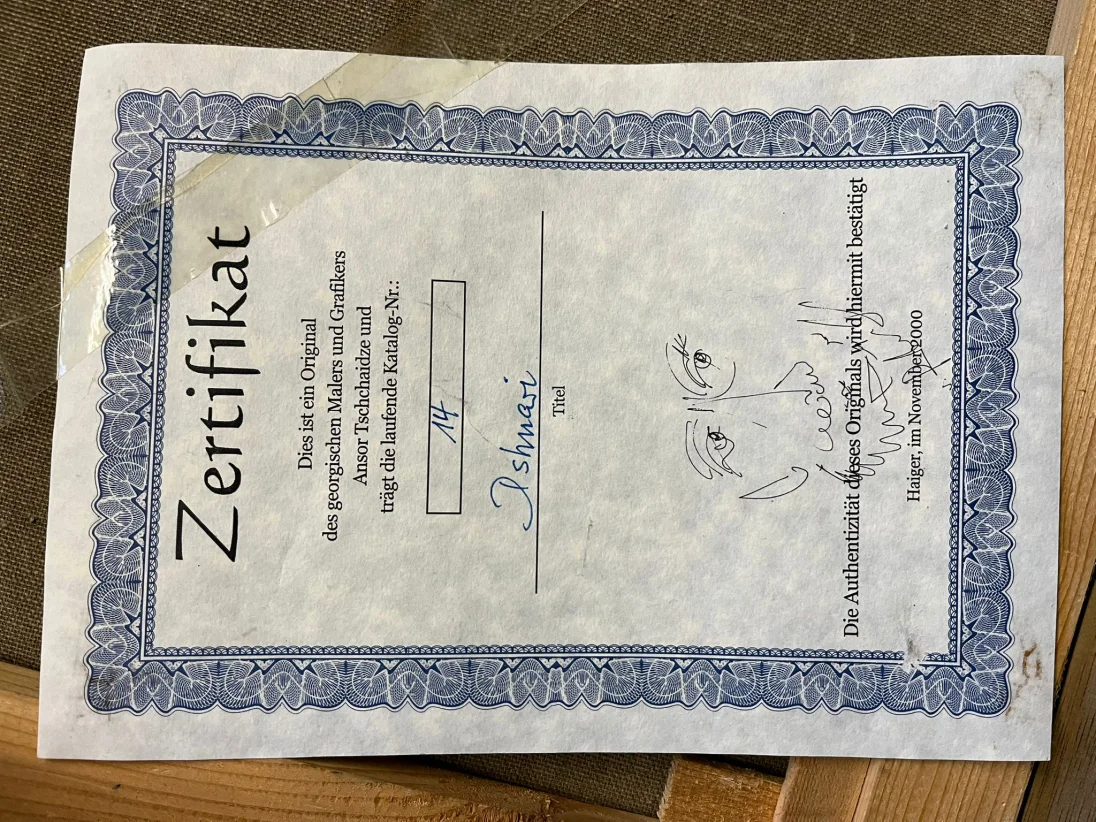 Zertifikat
Dies ist ein Original
des georgischen Malers und Grafikers
Ansor Tschchaidze und
trägt die laufende Katalog-Nr.:
14
Ishnari
Titel
Die Authentizität dieses Originals wird hiermit bestätigt
Haiger, im November 2000